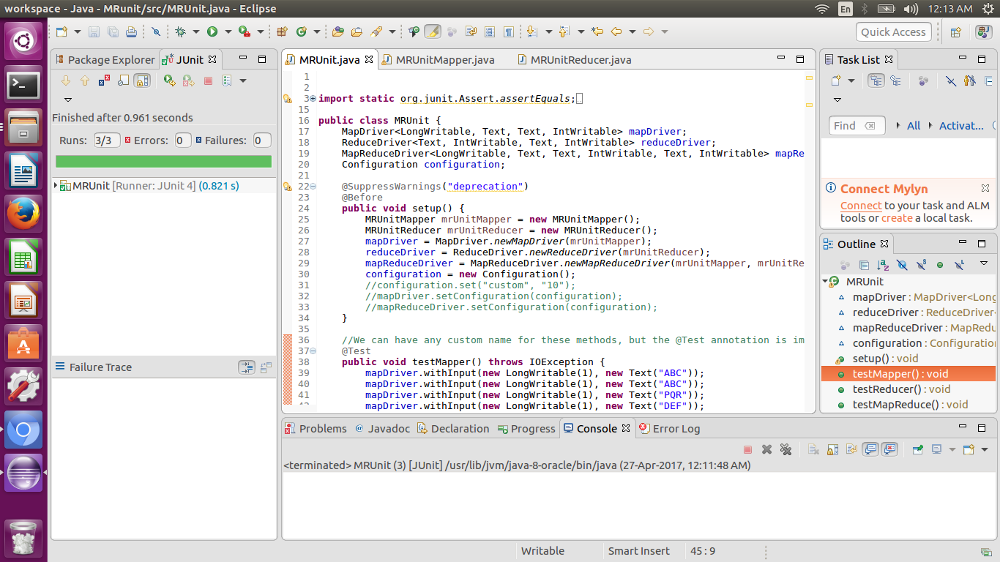 workspace - Java - MRunit/src/MRUnit.java - Eclipse
En
12:13 AM
Quick Access
Package Explorer
JUnit
Finished after 0.961 seconds
Runs: 3/3
Errors: 0
Failures: 0
MRUnit [Runner: JUnit 4] (0.821 s)
Failure Trace
MRUnit.java
MRUnitMapper.java
MRUnitReducer.java
1
2
3 import static org.junit.Assert.assertEquals;
15
16 public class MRUnit {
17 MapDriver<LongWritable, Text, Text, IntWritable> mapDriver;
18 ReduceDriver<Text, IntWritable, Text, IntWritable> reduceDriver;
19 MapReduceDriver<LongWritable, Text, Text, IntWritable, Text, IntWritable> mapRe
20 Configuration configuration;
21
22 @SuppressWarnings("deprecation")
23 @Before
24 public void setup() {
25 MRUnitMapper mrUnitMapper = new MRUnitMapper();
26 MRUnitReducer mrUnitReducer = new MRUnitReducer();
27 mapDriver = MapDriver.newMapDriver(mrUnitMapper);
28 reduceDriver = ReduceDriver.newReduceDriver(mrUnitReducer);
29 mapReduceDriver = MapReduceDriver.newMapReduceDriver(mrUnitMapper, mrUnitRe
30 configuration = new Configuration();
31 //configuration.set("custom", "10");
32 //mapDriver.setConfiguration(configuration);
33 //mapReduceDriver.setConfiguration(configuration);
34 }
35
36 //We can have any custom name for these methods, but the @Test annotation is im
37 @Test
38 public void testMapper() throws IOException {
39 mapDriver.withInput(new LongWritable(1), new Text("ABC"));
40 mapDriver.withInput(new LongWritable(1), new Text("ABC"));
41 mapDriver.withInput(new LongWritable(1), new Text("PQR"));
42 mapDriver.withInput(new LongWritable(1), new Text("DEF"));
Task List
Find
All
Activat...
Connect Mylyn
Connect to your task and ALM
tools or create a local task.
Outline
MRUnit
mapDriver : MapDriver<Long
reduceDriver : ReduceDriver<
mapReduceDriver : MapRedu
configuration : Configuration
setup() : void
testMapper() : void
testReducer() : void
testMapReduce() : void
Problems
@ Javadoc
Declaration
Progress
Console
Error Log
<terminated> MRUnit (3) [JUnit] /usr/lib/jvm/java-8-oracle/bin/java (27-Apr-2017, 12:11:48 AM)
Writable
Smart Insert
45 : 9